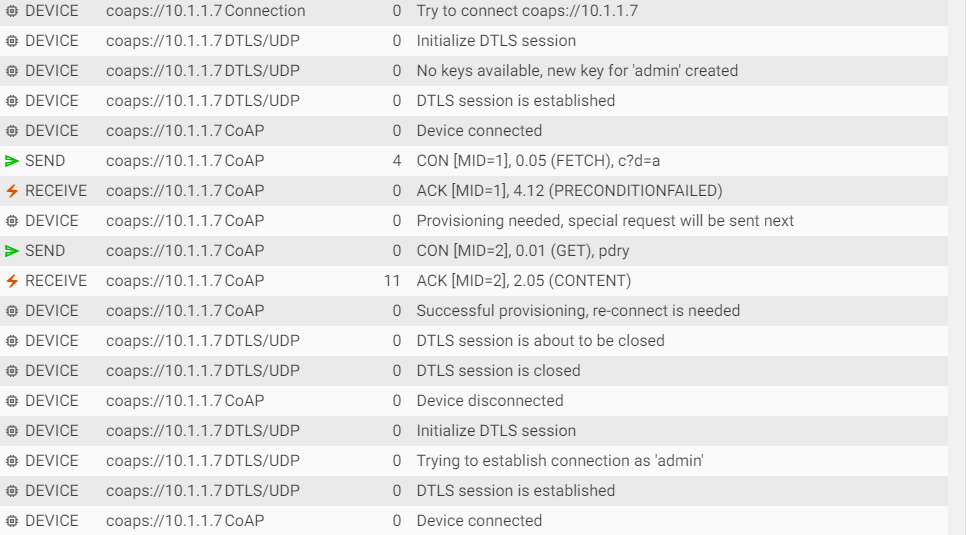 DEVICE coaps://10.1.1.7 Connection 0 Try to connect coaps://10.1.1.7
DEVICE coaps://10.1.1.7 DTLS/UDP 0 Initialize DTLS session
DEVICE coaps://10.1.1.7 DTLS/UDP 0 No keys available, new key for 'admin' created
DEVICE coaps://10.1.1.7 DTLS/UDP 0 DTLS session is established
DEVICE coaps://10.1.1.7 CoAP 0 Device connected
SEND coaps://10.1.1.7 CoAP 4 CON [MID=1], 0.05 (FETCH), c?d=a
RECEIVE coaps://10.1.1.7 CoAP 0 ACK [MID=1], 4.12 (PRECONDITIONFAILED)
DEVICE coaps://10.1.1.7 CoAP 0 Provisioning needed, special request will be sent next
SEND coaps://10.1.1.7 CoAP 0 CON [MID=2], 0.01 (GET), pdry
RECEIVE coaps://10.1.1.7 CoAP 11 ACK [MID=2], 2.05 (CONTENT)
DEVICE coaps://10.1.1.7 CoAP 0 Successful provisioning, re-connect is needed
DEVICE coaps://10.1.1.7 DTLS/UDP 0 DTLS session is about to be closed
DEVICE coaps://10.1.1.7 DTLS/UDP 0 DTLS session is closed
DEVICE coaps://10.1.1.7 CoAP 0 Device disconnected
DEVICE coaps://10.1.1.7 DTLS/UDP 0 Initialize DTLS session
DEVICE coaps://10.1.1.7 DTLS/UDP 0 Trying to establish connection as 'admin'
DEVICE coaps://10.1.1.7 DTLS/UDP 0 DTLS session is established
DEVICE coaps://10.1.1.7 CoAP 0 Device connected